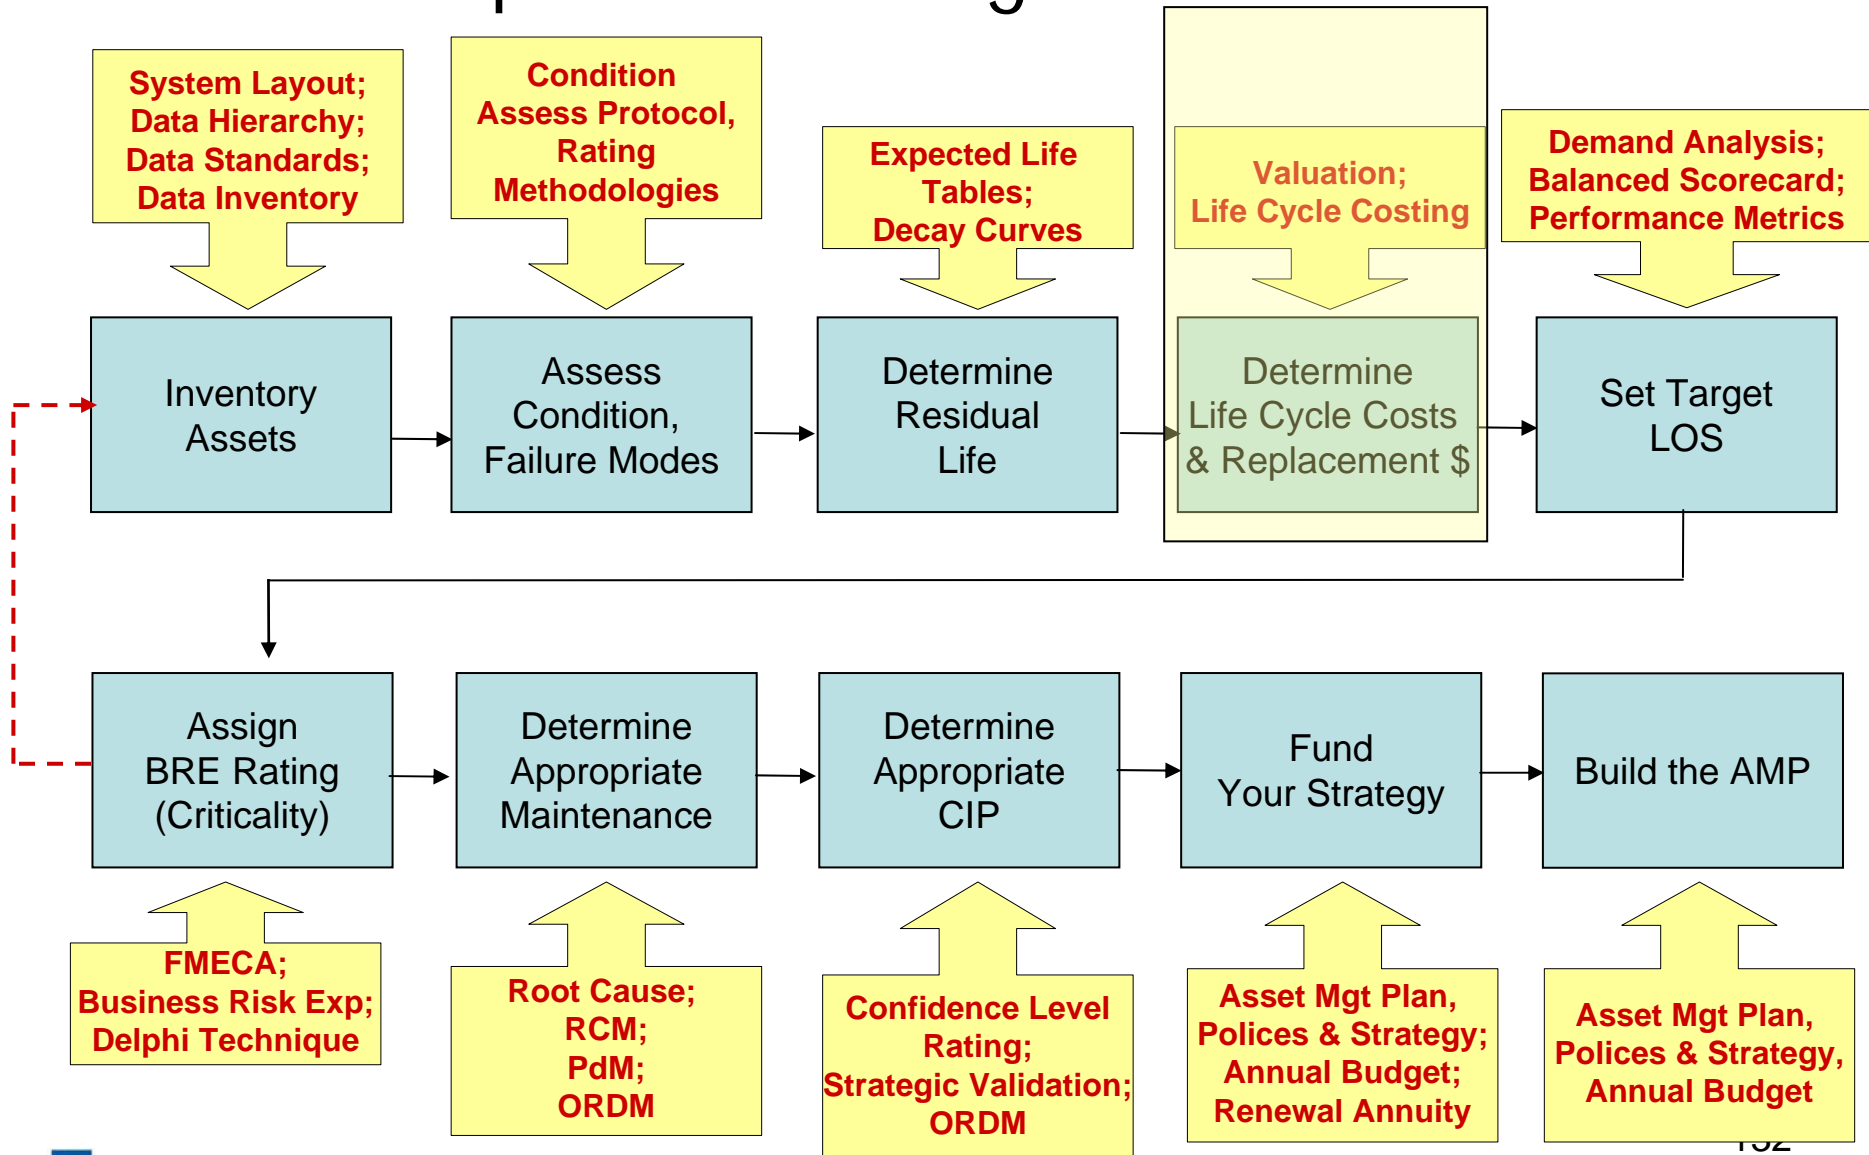 System Layout;
Data Hierarchy;
Data Standards;
Data Inventory
Condition
Assess Protocol,
Rating
Methodologies
Expected Life
Tables;
Decay Curves
Valuation;
Life Cycle Costing
Demand Analysis;
Balanced Scorecard;
Performance Metrics
Inventory
Assets
Assess
Condition,
Failure Modes
Determine
Residual
Life
Determine
Life Cycle Costs
& Replacement $
Set Target
LOS
Assign
BRE Rating
(Criticality)
Determine
Appropriate
Maintenance
Determine
Appropriate
CIP
Fund
Your Strategy
Build the AMP
FMECA;
Business Risk Exp;
Delphi Technique
Root Cause;
RCM;
PdM;
ORDM
Confidence Level
Rating;
Strategic Validation;
ORDM
Asset Mgt Plan,
Polices & Strategy;
Annual Budget;
Renewal Annuity
Asset Mgt Plan,
Polices & Strategy,
Annual Budget